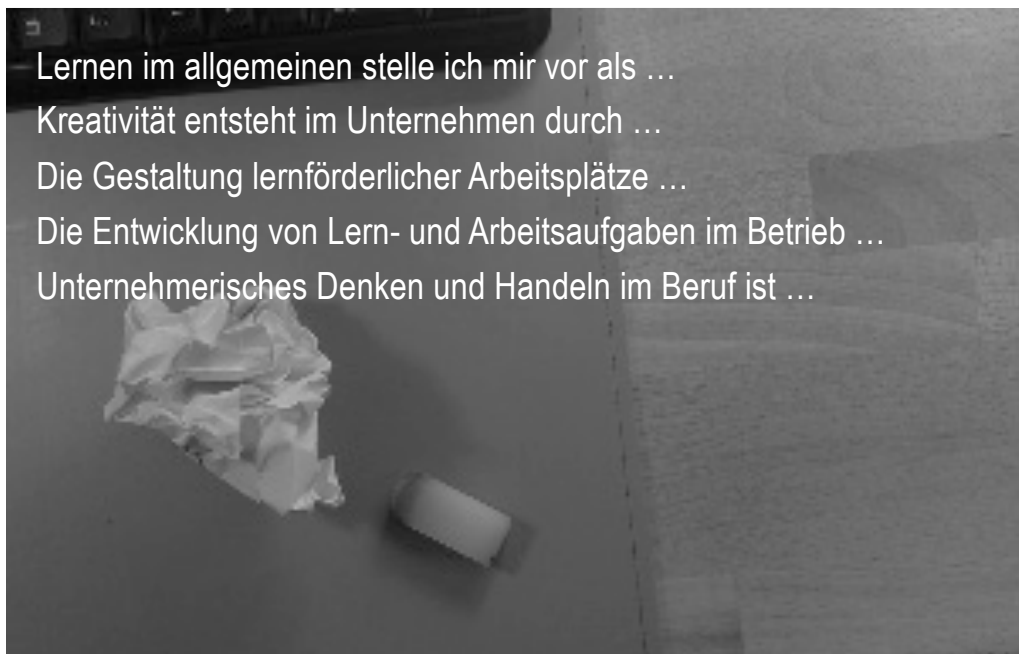 Lernen im allgemeinen stelle ich mir vor als …
Kreativität entsteht im Unternehmen durch …
Die Gestaltung lernförderlicher Arbeitsplätze …
Die Entwicklung von Lern- und Arbeitsaufgaben im Betrieb …
Unternehmerisches Denken und Handeln im Beruf ist …